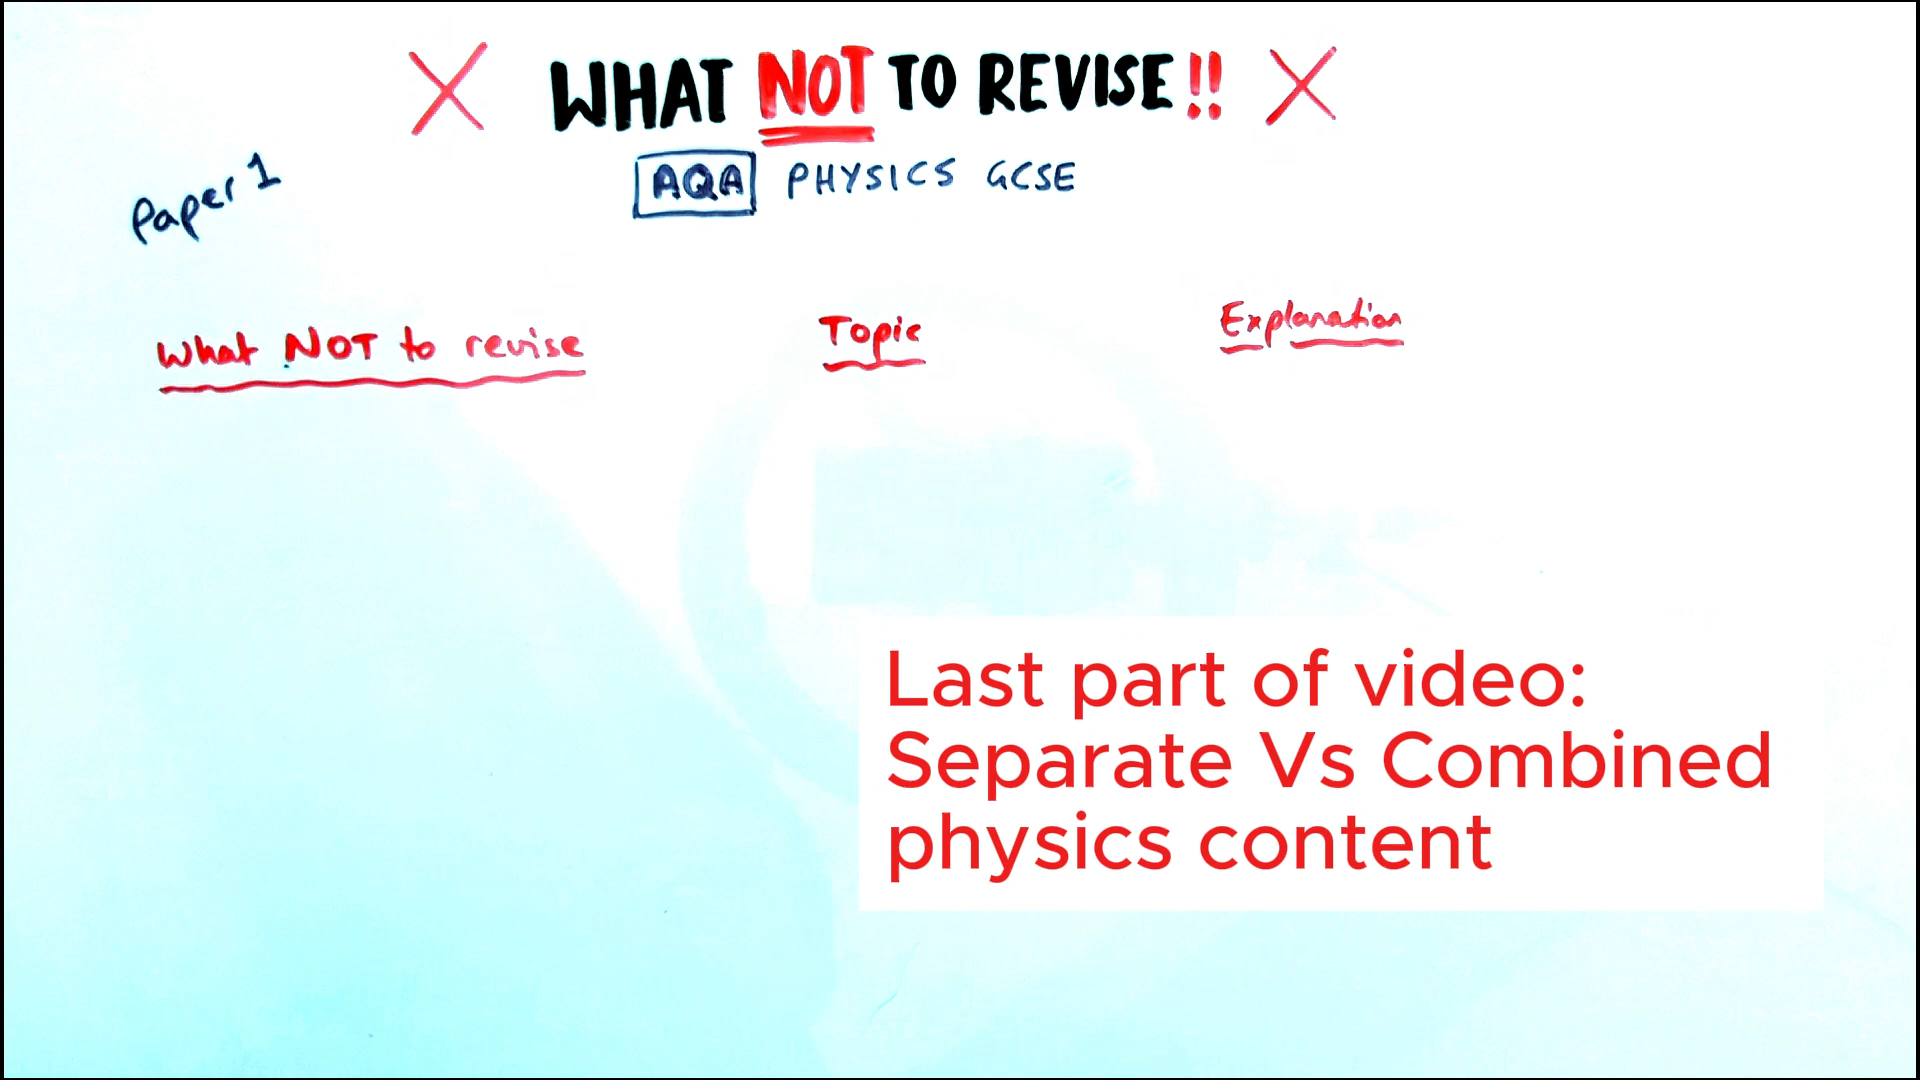 WHAT NOT TO REVISE!!
AQA PHYSICS GCSE
Paper 1
What NOT to revise
Topic
Explanation
Last part of video:
Separate Vs Combined
physics content